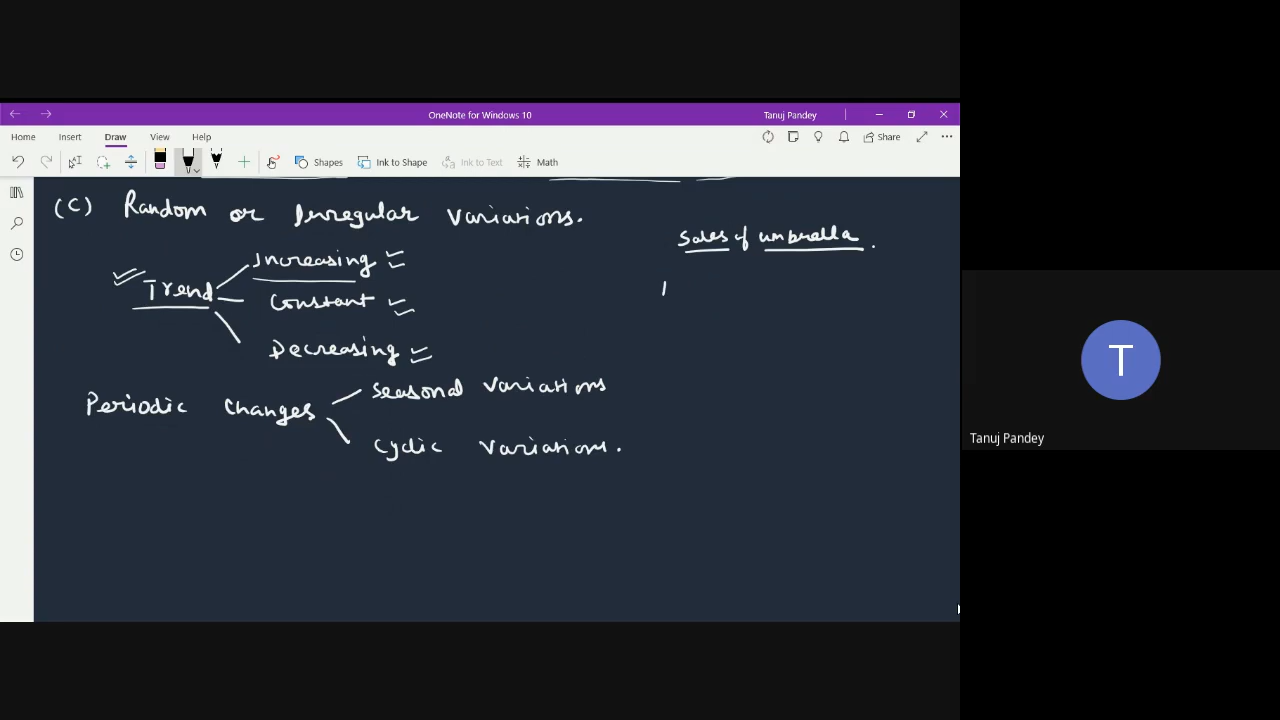 OneNote for Windows 10
Tanuj Pandey
Home Insert Draw View Help
Share
Shapes Ink to Shape Ink to Text Math
(C) Random or Irregular Variations.
Sales of umbrella.
Trend
Increasing
Constant
Decreasing
Periodic Changes
Seasonal Variations
Cyclic Variations.
T
Tanuj Pandey